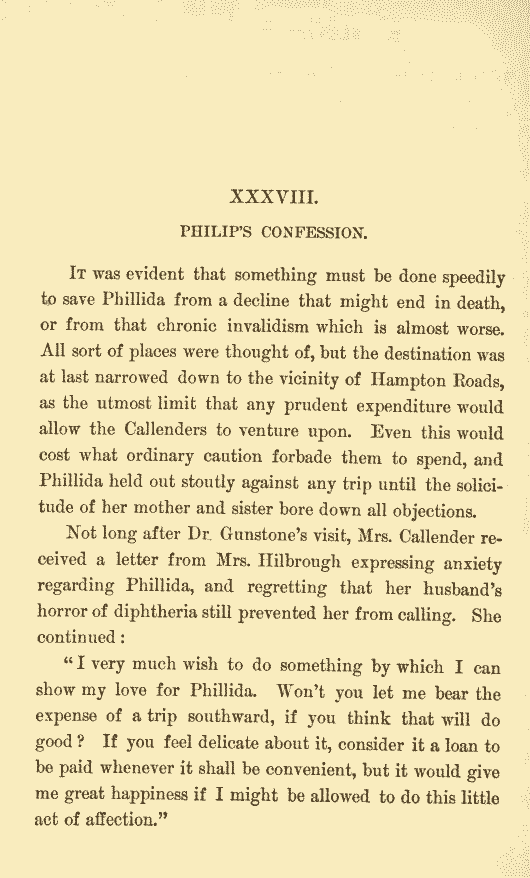 XXXVIII.
PHILIP'S CONFESSION.
IT was evident that something must be done speedily
to save Phillida from a decline that might end in death,
or from that chronic invalidism which is almost worse.
All sort of places were thought of, but the destination was
at last narrowed down to the vicinity of Hampton Roads,
as the utmost limit that any prudent expenditure would
allow the Callenders to venture upon. Even this would
cost what ordinary caution forbade them to spend, and
Phillida held out stoutly against any trip until the solici-
tude of her mother and sister bore down all objections.
Not long after Dr. Gunstone's visit, Mrs. Callender re-
ceived a letter from Mrs. Hilbrough expressing anxiety
regarding Phillida, and regretting that her husband's
horror of diphtheria still prevented her from calling. She
continued :
"I very much wish to do something by which I can
show my love for Phillida. Won't you let me bear the
expense of a trip southward, if you think that will do
good? If you feel delicate about it, consider it a loan to
be paid whenever it shall be convenient, but it would give
me great happiness if I might be allowed to do this little
act of affection."